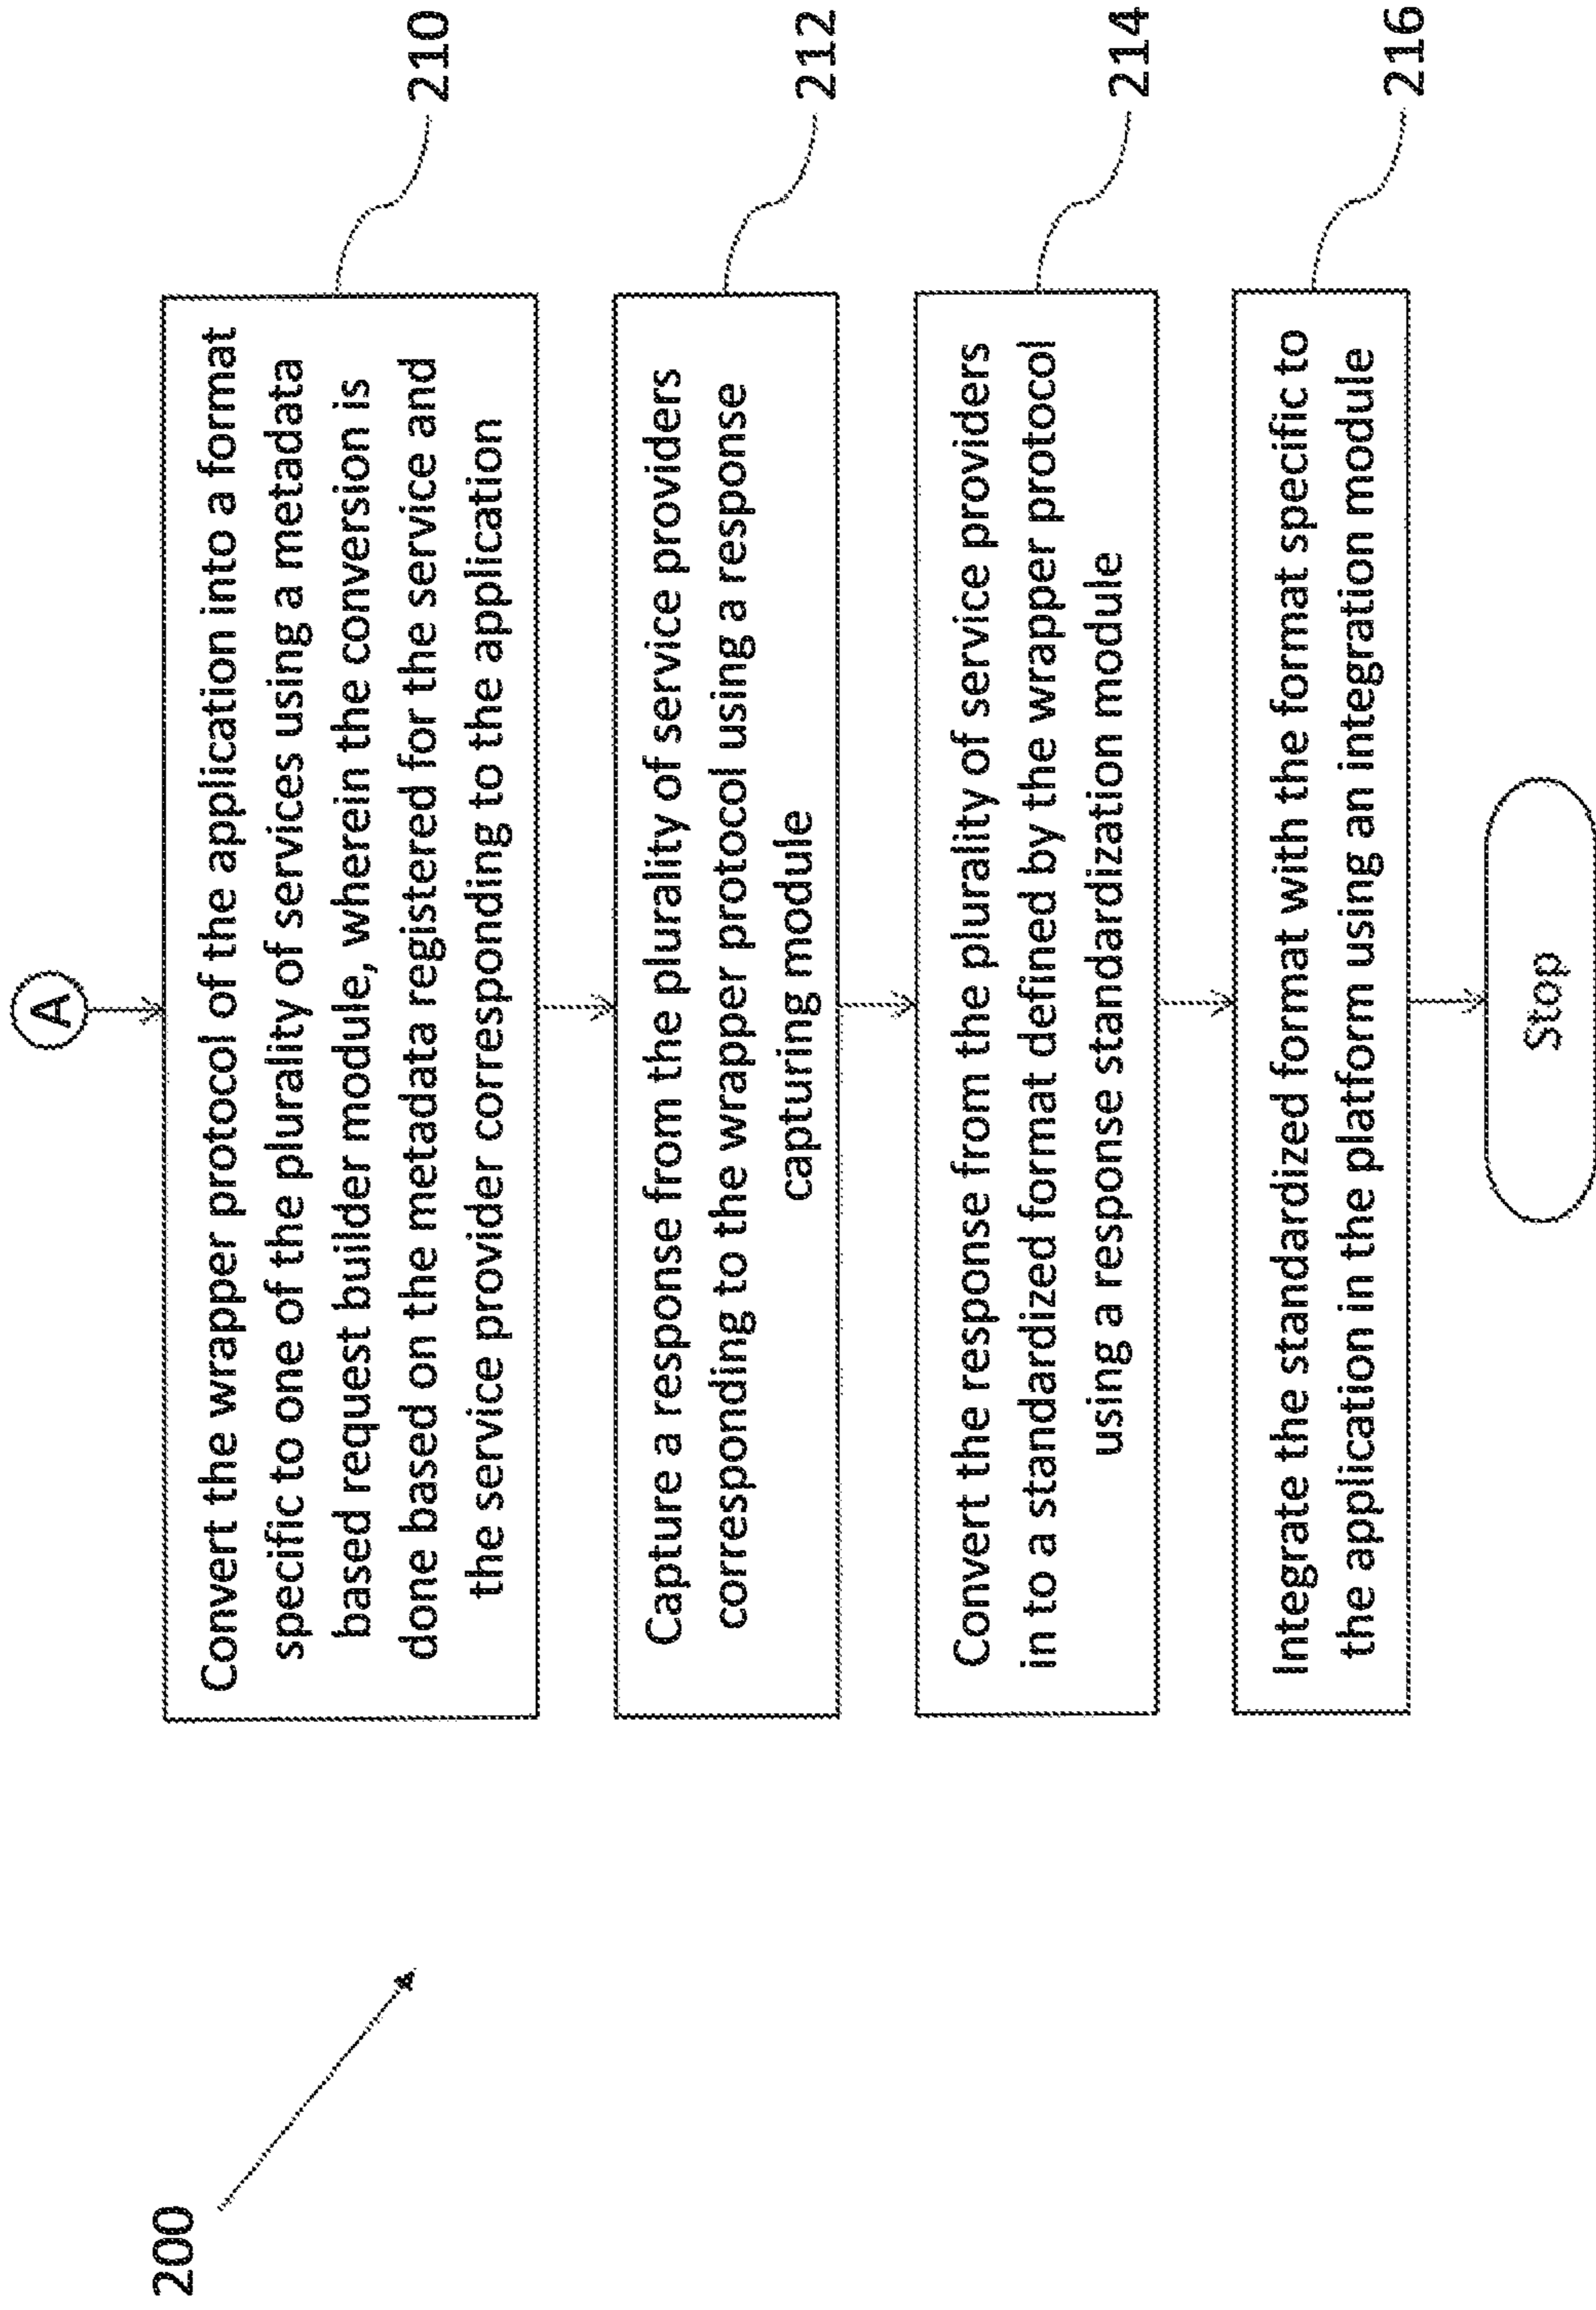 200
A
Convert the wrapper protocol of the application into a format
specific to one of the plurality of services using a metadata
based request builder module, wherein the conversion is
done based on the metadata registered for the service and
the service provider corresponding to the application
210
Capture a response from the plurality of service providers
corresponding to the wrapper protocol using a response
capturing module
212
Convert the response from the plurality of service providers
in to a standardized format defined by the wrapper protocol
using a response standardization module
214
Integrate the standardized format with the format specific to
the application in the platform using an integration module
216
Stop